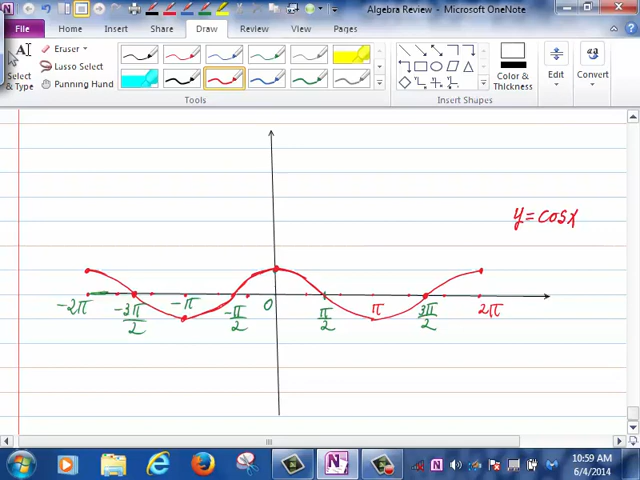 Algebra Review - OneNote
File Home Insert Share Draw Review View Pages
Select & Type
Eraser
Lasso Select
Panning Hand
Color & Thickness
Edit
Convert
Tools
Insert Shapes
y=cosx
-2π -3π/2 -π -π/2 0 π/2 π 3π/2 2π
10:59 AM
6/4/2014